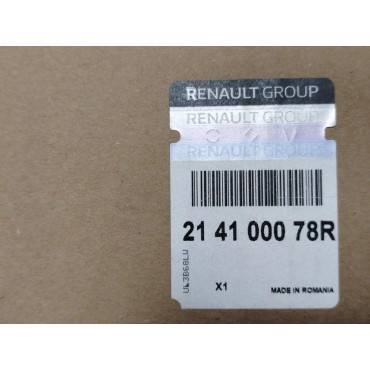 RENAULT GROUP
RENAULT GROUP
RENAULT GROUP
21 41 000 78R
X1
MADE IN ROMANIA